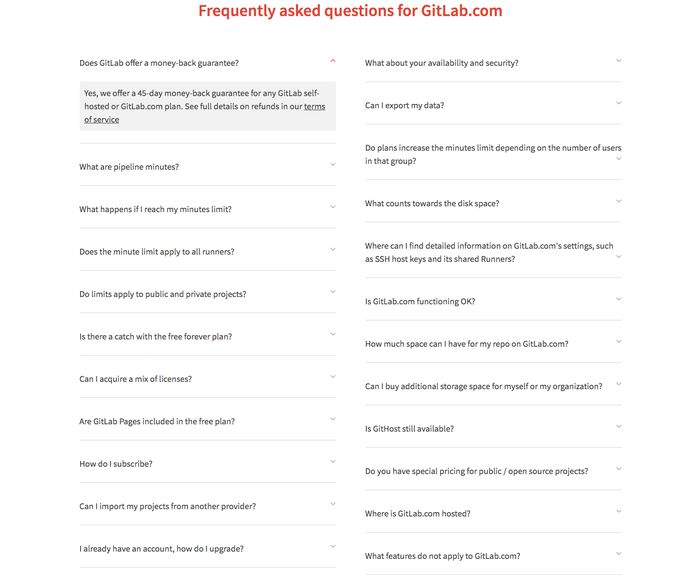 Frequently asked questions for GitLab.com
Does GitLab offer a money-back guarantee?
Yes, we offer a 45-day money-back guarantee for any GitLab self-
hosted or GitLab.com plan. See full details on refunds in our terms
of service
What are pipeline minutes?
What happens if I reach my minutes limit?
Does the minute limit apply to all runners?
Do limits apply to public and private projects?
Is there a catch with the free forever plan?
Can I acquire a mix of licenses?
Are GitLab Pages included in the free plan?
How do I subscribe?
Can I import my projects from another provider?
I already have an account, how do I upgrade?
What about your availability and security?
Can I export my data?
Do plans increase the minutes limit depending on the number of users
in that group?
What counts towards the disk space?
Where can I find detailed information on GitLab.com's settings, such
as SSH host keys and its shared Runners?
Is GitLab.com functioning OK?
How much space can I have for my repo on GitLab.com?
Can I buy additional storage space for myself or my organization?
Is GitHost still available?
Do you have special pricing for public / open source projects?
Where is GitLab.com hosted?
What features do not apply to GitLab.com?